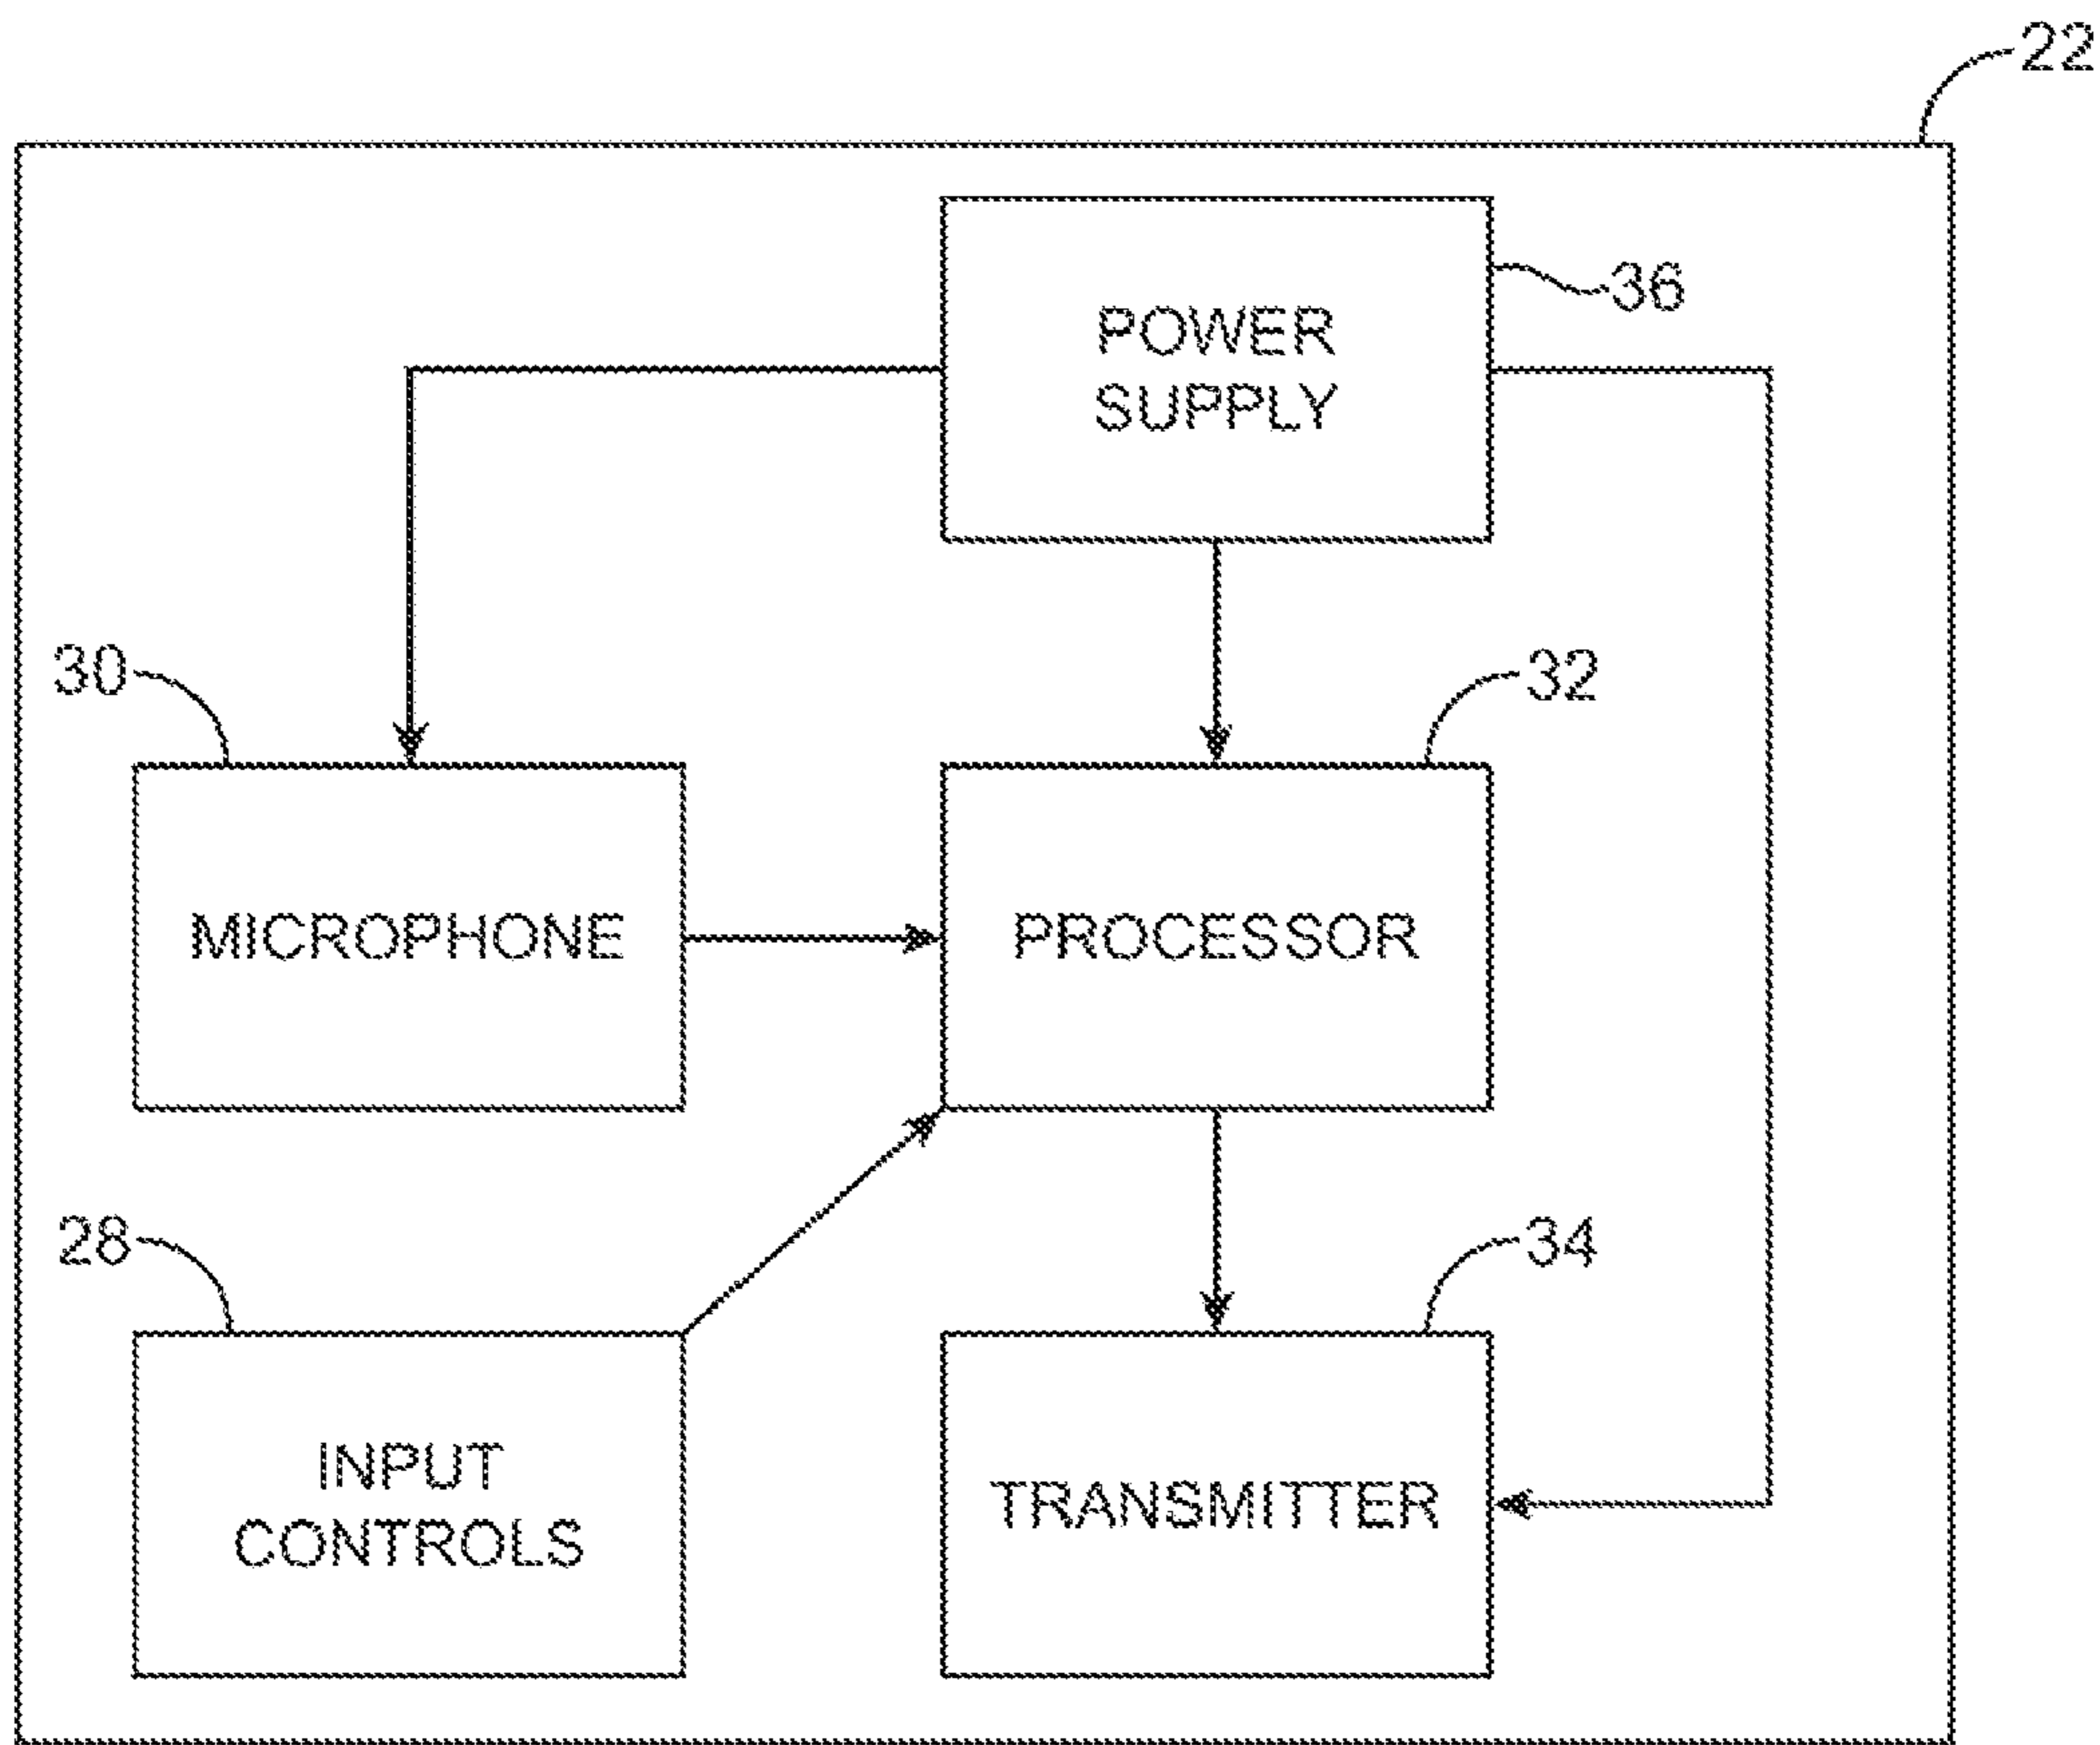 22
POWER
SUPPLY
36
30
32
MICROPHONE
PROCESSOR
28
34
INPUT
CONTROLS
TRANSMITTER